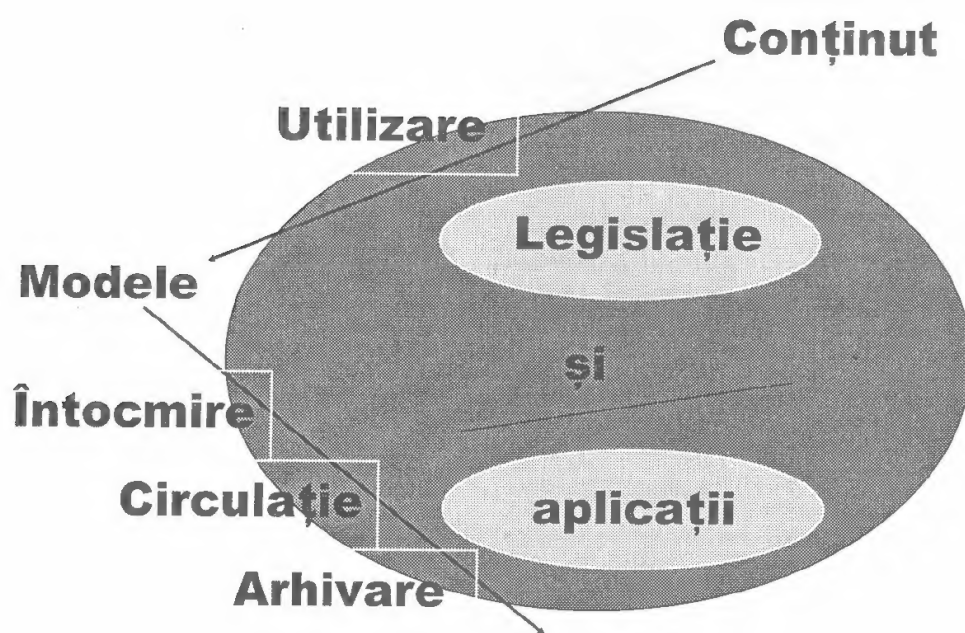 Conținut
Utilizare
Legislație
Modele
și
Întocmire
Circulație
aplicații
Arhivare